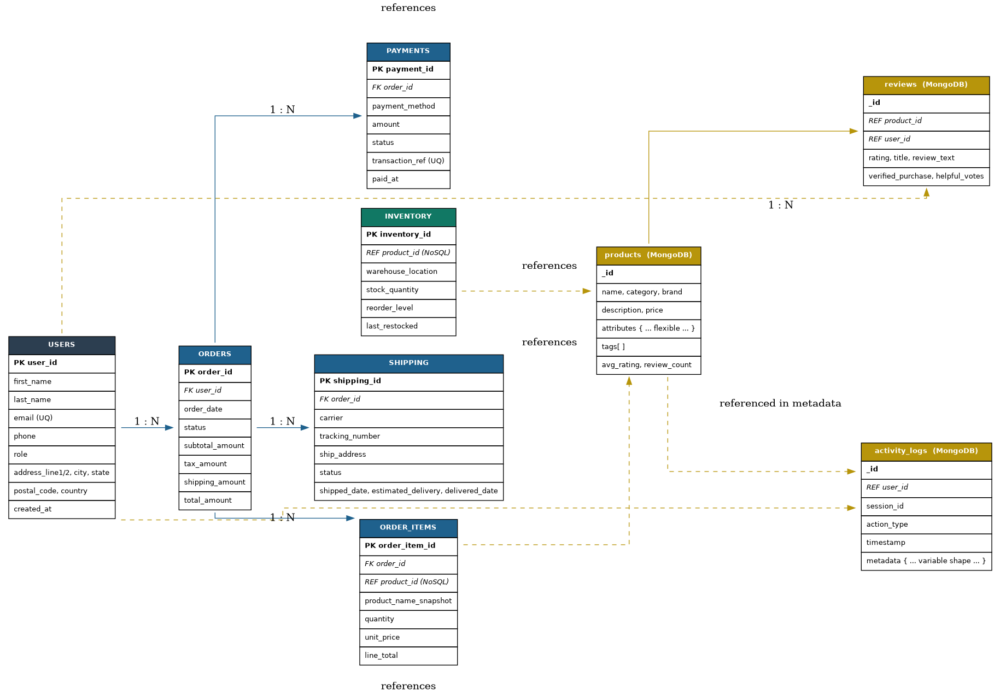 references
PAYMENTS
PK payment_id
FK order_id
payment_method
amount
status
transaction_ref (UQ)
paid_at
1 : N
reviews (MongoDB)
_id
REF product_id
REF user_id
rating, title, review_text
verified_purchase, helpful_votes
1 : N
INVENTORY
PK inventory_id
REF product_id (NoSQL)
warehouse_location
stock_quantity
reorder_level
last_restocked
references
references
products (MongoDB)
_id
name, category, brand
description, price
attributes { ... flexible ... }
tags[ ]
avg_rating, review_count
USERS
PK user_id
first_name
last_name
email (UQ)
phone
role
address_line1/2, city, state
postal_code, country
created_at
1 : N
ORDERS
PK order_id
FK user_id
order_date
status
subtotal_amount
tax_amount
shipping_amount
total_amount
1 : N
SHIPPING
PK shipping_id
FK order_id
carrier
tracking_number
ship_address
status
shipped_date, estimated_delivery, delivered_date
referenced in metadata
activity_logs (MongoDB)
_id
REF user_id
session_id
action_type
timestamp
metadata { ... variable shape ... }
1 : N
ORDER_ITEMS
PK order_item_id
FK order_id
REF product_id (NoSQL)
product_name_snapshot
quantity
unit_price
line_total
references